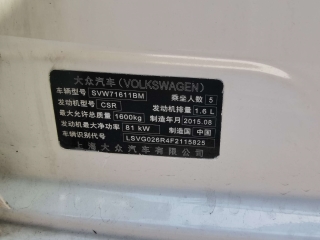 大众汽车(VOLKSWAGEN)
车辆型号 SVW71611BM 乘坐人数 5
发动机型号 CSR 发动机排量 1.6 L
最大允许总质量 1600kg 制造年月 2015.08
发动机最大净功率 81 kW 制造国 中国
车辆识别代号 LSVG026R4F2115825
上海大众汽车有限公司